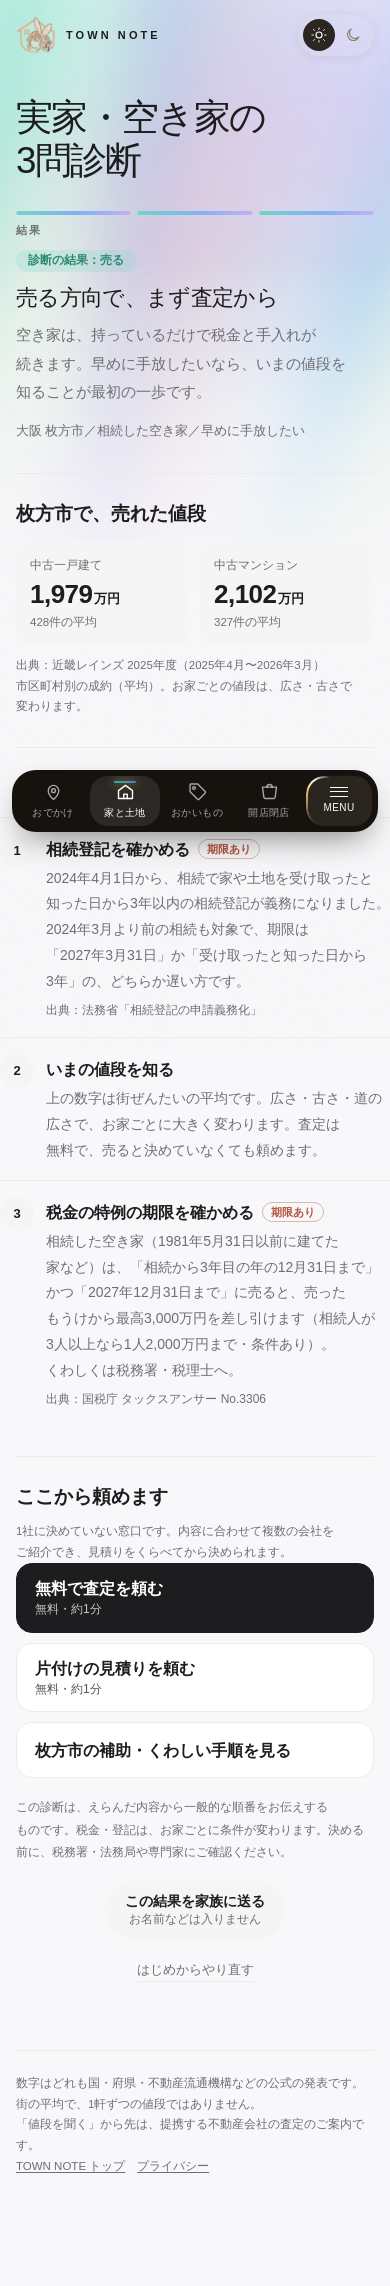 TOWN NOTE
実家・空き家の
3問診断
結果
診断の結果：売る
売る方向で、まず査定から
空き家は、持っているだけで税金と手入れが
続きます。早めに手放したいなら、いまの値段を
知ることが最初の一歩です。
大阪 枚方市／相続した空き家／早めに手放したい
枚方市で、売れた値段
中古一戸建て
1,979万円
428件の平均
中古マンション
2,102万円
327件の平均
出典：近畿レインズ 2025年度（2025年4月〜2026年3月）
市区町村別の成約（平均）。お家ごとの値段は、広さ・古さで
変わります。
おでかけ
家と土地
おかいもの
開店閉店
MENU
1
相続登記を確かめる 期限あり
2024年4月1日から、相続で家や土地を受け取ったと
知った日から3年以内の相続登記が義務になりました。
2024年3月より前の相続も対象で、期限は
「2027年3月31日」か「受け取ったと知った日から
3年」の、どちらか遅い方です。
出典：法務省「相続登記の申請義務化」
2
いまの値段を知る
上の数字は街ぜんたいの平均です。広さ・古さ・道の
広さで、お家ごとに大きく変わります。査定は
無料で、売ると決めていなくても頼めます。
3
税金の特例の期限を確かめる 期限あり
相続した空き家（1981年5月31日以前に建てた
家など）は、「相続から3年目の年の12月31日まで」
かつ「2027年12月31日まで」に売ると、売った
もうけから最高3,000万円を差し引けます（相続人が
3人以上なら1人2,000万円まで・条件あり）。
くわしくは税務署・税理士へ。
出典：国税庁 タックスアンサー No.3306
ここから頼めます
1社に決めていない窓口です。内容に合わせて複数の会社を
ご紹介でき、見積りをくらべてから決められます。
無料で査定を頼む
無料・約1分
片付けの見積りを頼む
無料・約1分
枚方市の補助・くわしい手順を見る
この診断は、えらんだ内容から一般的な順番をお伝えする
ものです。税金・登記は、お家ごとに条件が変わります。決める
前に、税務署・法務局や専門家にご確認ください。
この結果を家族に送る
お名前などは入りません
はじめからやり直す
数字はどれも国・府県・不動産流通機構などの公式の発表です。
街の平均で、1軒ずつの値段ではありません。
「値段を聞く」から先は、提携する不動産会社の査定のご案内で
す。
TOWN NOTE トップ プライバシー